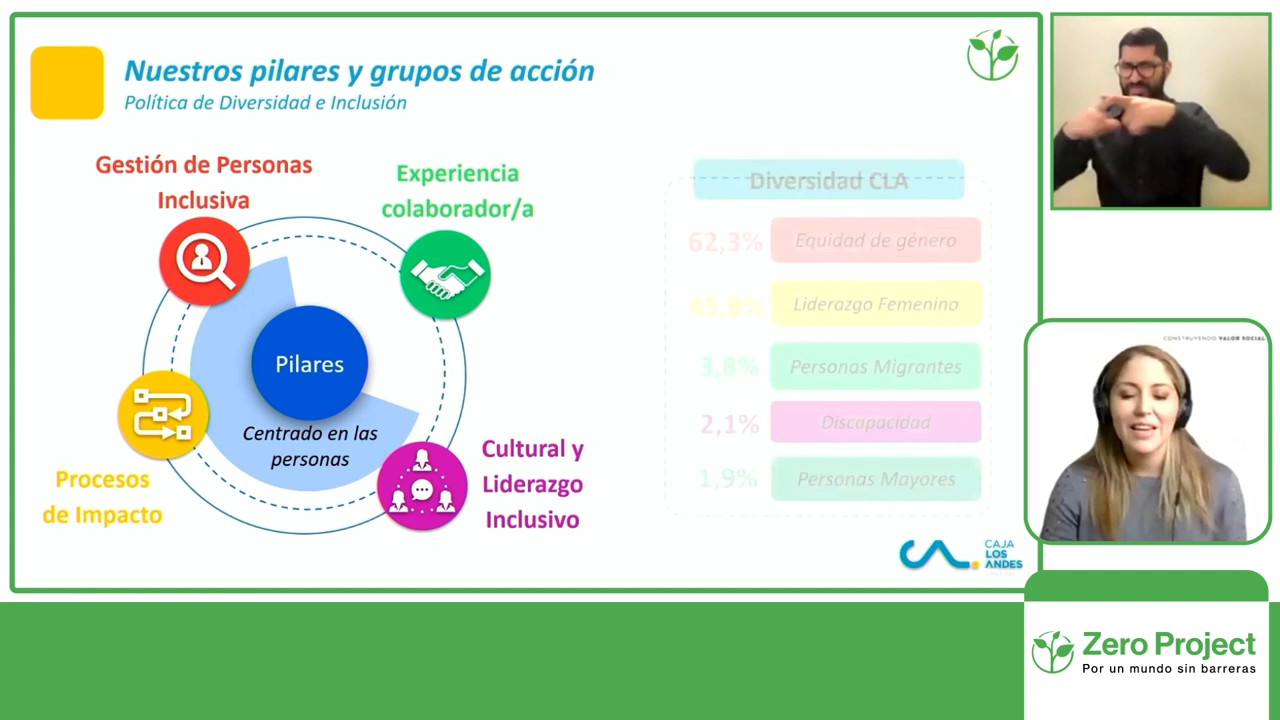 Nuestros pilares y grupos de acción
Política de Diversidad e Inclusión
Gestión de Personas
Inclusiva
Experiencia
colaborador/a
Pilares
Centrado en las
personas
Procesos
de Impacto
Cultural y
Liderazgo
Inclusivo
Diversidad CLA
62,3% Equidad de género
45,9% Liderazgo Femenino
3,8% Personas Migrantes
2,1% Discapacidad
1,9% Personas Mayores
CAJA
LOS
ANDES
CONSTRUYENDO VALOR SOCIAL
Zero Project
Por un mundo sin barreras